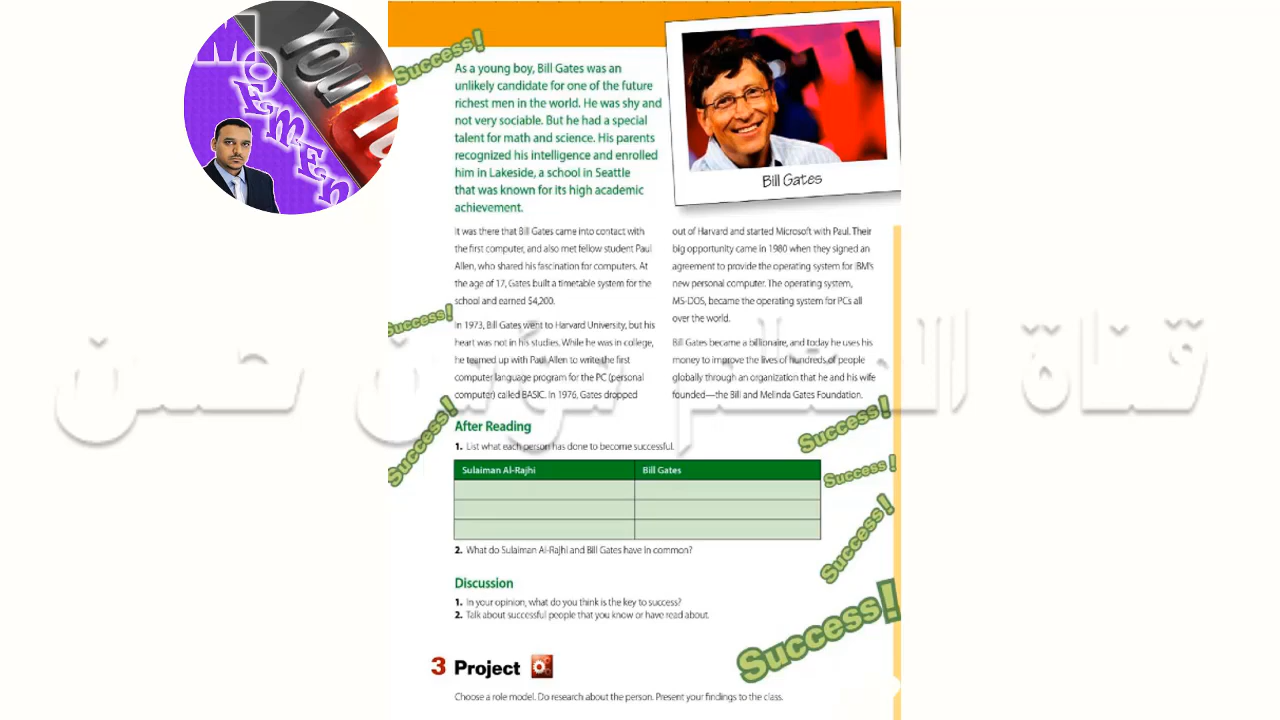 YOU
MOEMEN
Success!
As a young boy, Bill Gates was an
unlikely candidate for one of the future
richest men in the world. He was shy and
not very sociable. But he had a special
talent for math and science. His parents
recognized his intelligence and enrolled
him in Lakeside, a school in Seattle
that was known for its high academic
achievement.
Bill Gates
It was there that Bill Gates came into contact with
the first computer, and also met fellow student Paul
Allen, who shared his fascination for computers. At
the age of 17, Gates built a timetable system for the
school and earned $4,200.
Success!
In 1973, Bill Gates went to Harvard University, but his
heart was not in his studies. While he was in college,
he teamed up with Paul Allen to write the first
computer language program for the PC (personal
computer) called BASIC. In 1976, Gates dropped
out of Harvard and started Microsoft with Paul. Their
big opportunity came in 1980 when they signed an
agreement to provide the operating system for IBM's
new personal computer. The operating system,
MS-DOS, became the operating system for PCs all
over the world.
Bill Gates became a billionaire, and today he uses his
money to improve the lives of hundreds of people
globally through an organization that he and his wife
founded—the Bill and Melinda Gates Foundation.
قناة المعلم مؤمن حسن
Success!
Success!
After Reading
1. List what each person has done to become successful.
Sulaiman Al-Rajhi Bill Gates
Success!
2. What do Sulaiman Al-Rajhi and Bill Gates have in common?
Success!
Discussion
1. In your opinion, what do you think is the key to success?
2. Talk about successful people that you know or have read about.
Success!
3 Project
Choose a role model. Do research about the person. Present your findings to the class.